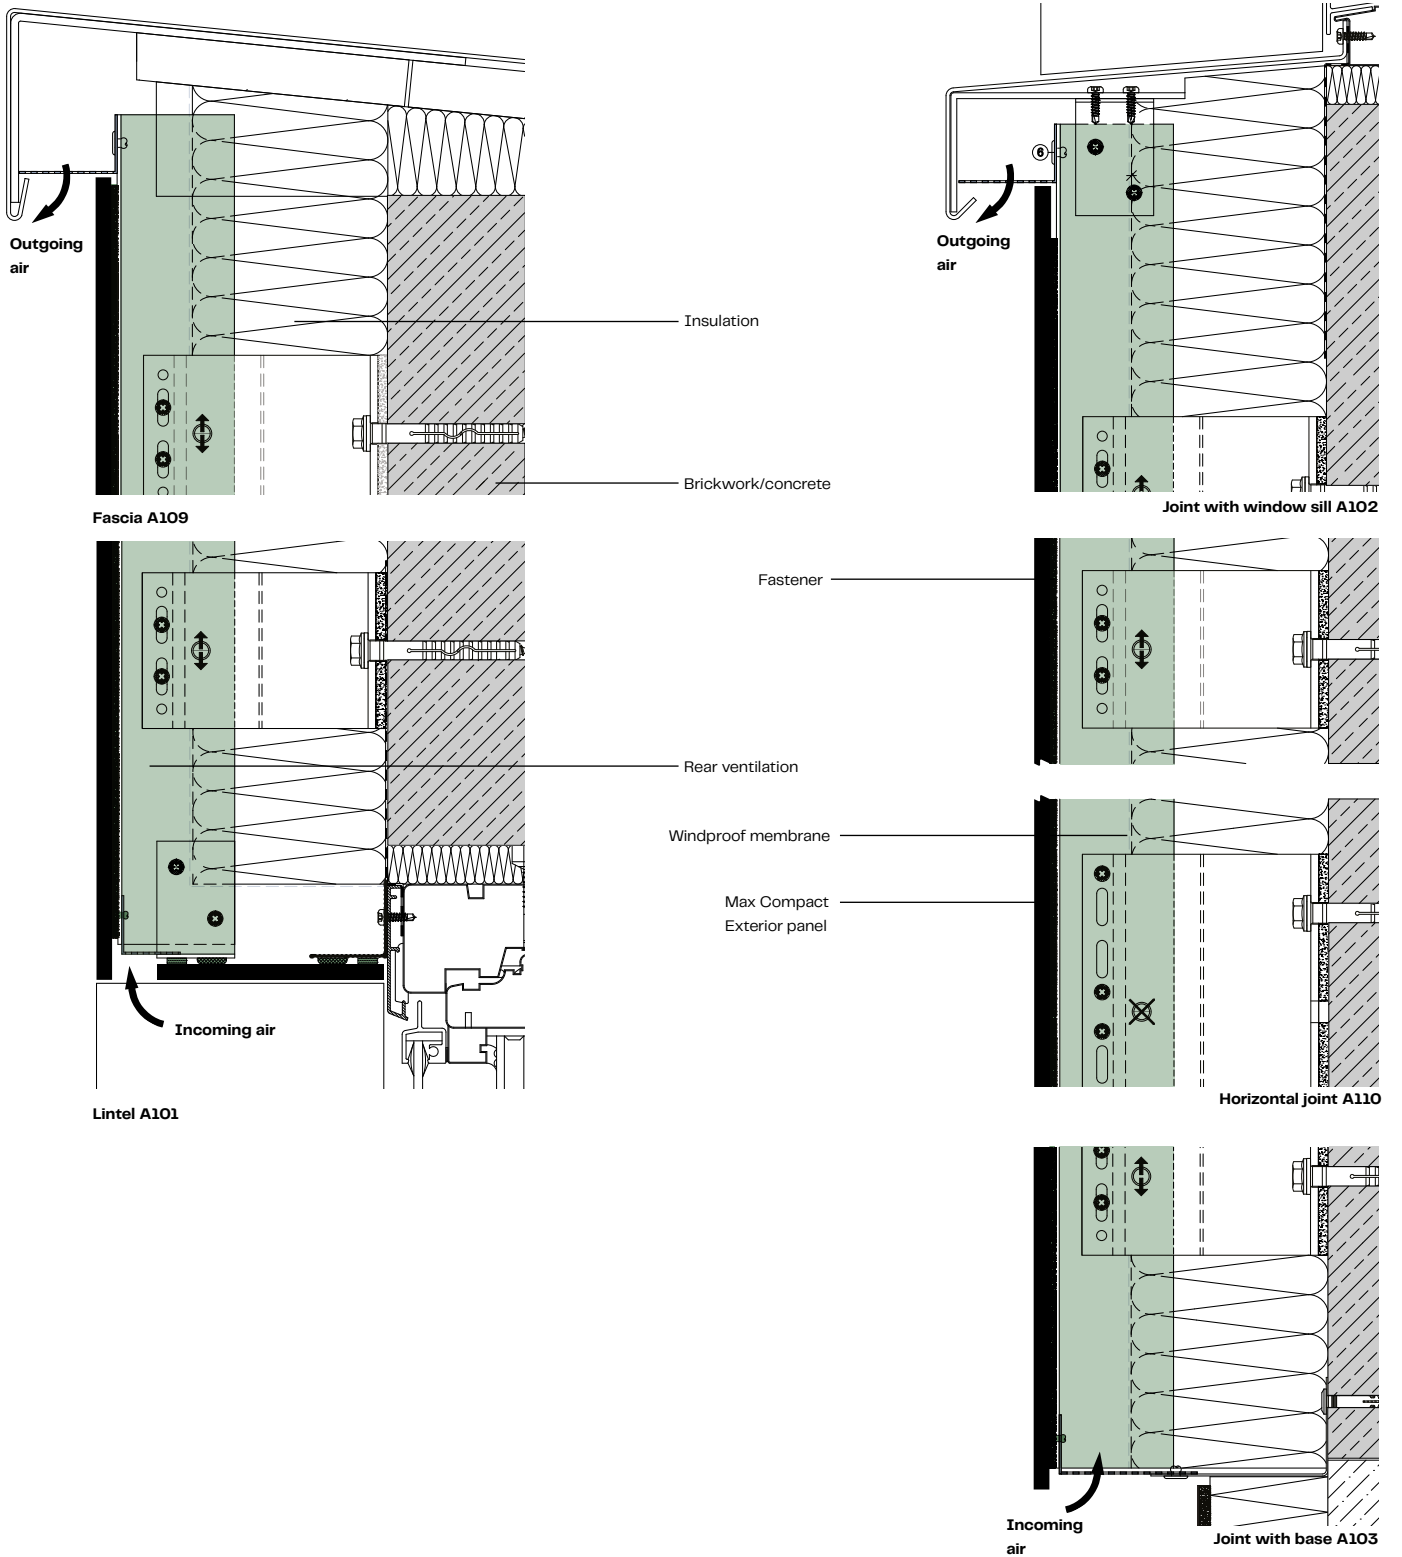 Outgoing
air
6
Outgoing
air
Insulation
Brickwork/concrete
Fascia A109
Joint with window sill A102
Fastener
Rear ventilation
Windproof membrane
Max Compact
Exterior panel
Incoming air
Lintel A101
Horizontal joint A110
Incoming
air
Joint with base A103